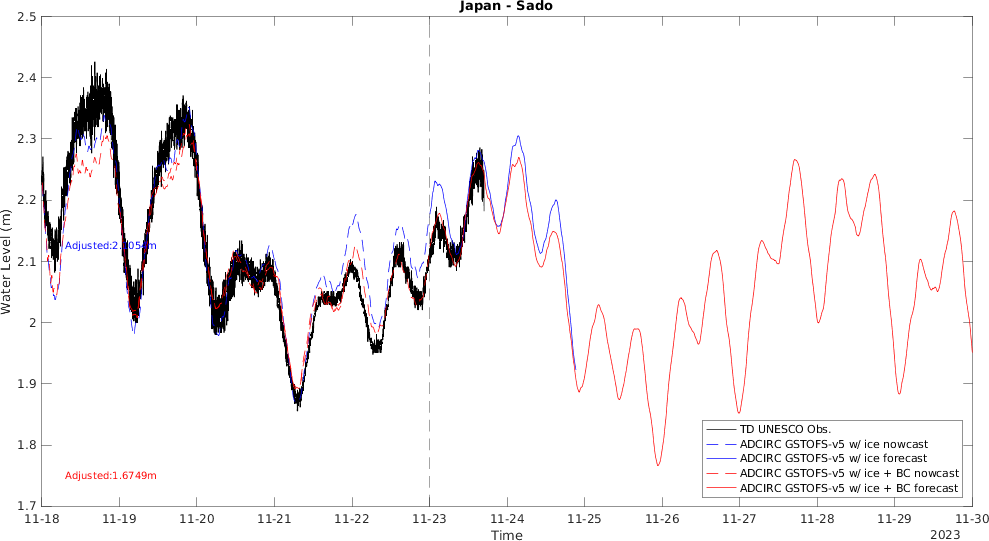 Japan - Sado
2.5
2.4
2.3
2.2
2.1
2
1.9
1.8
1.7
Water Level (m)
Adjusted:1.6749m
TD UNESCO Obs.
ADCIRC GSTOFS-v5 w/ ice nowcast
ADCIRC GSTOFS-v5 w/ ice forecast
ADCIRC GSTOFS-v5 w/ ice + BC nowcast
ADCIRC GSTOFS-v5 w/ ice + BC forecast
11-18 11-19 11-20 11-21 11-22 11-23 11-24 11-25 11-26 11-27 11-28 11-29 11-30
Time
2023